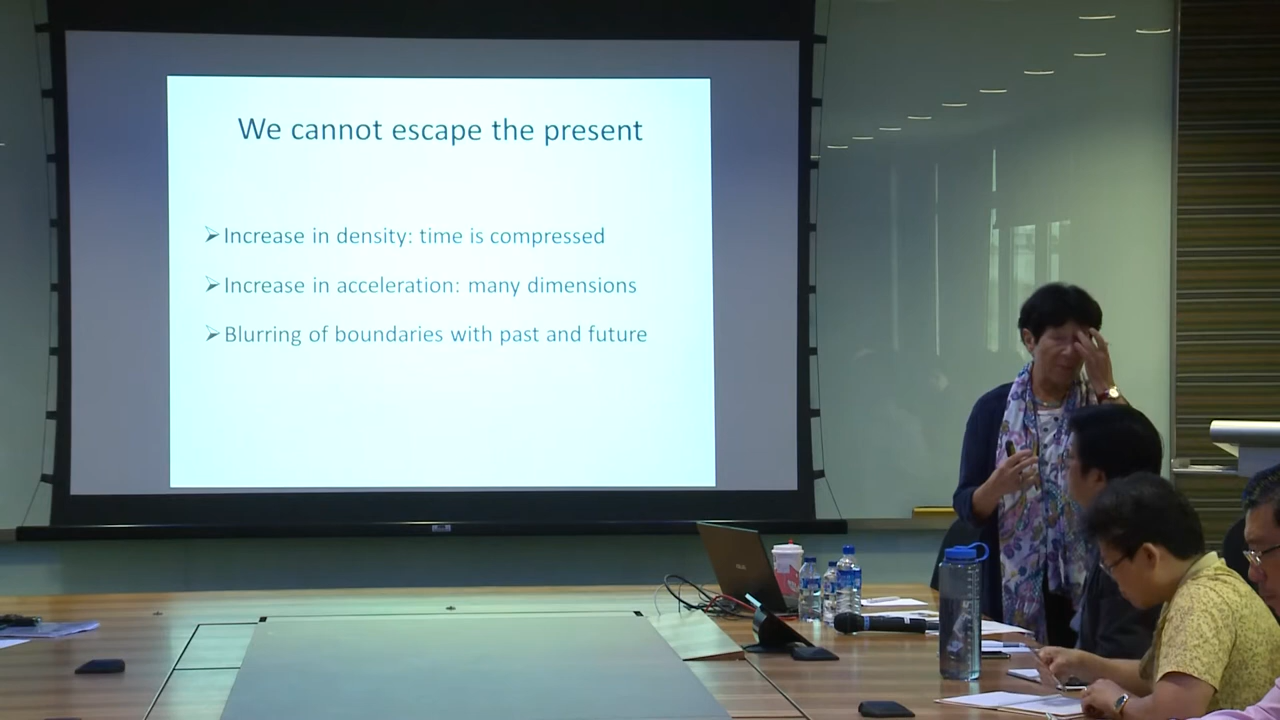 We cannot escape the present
Increase in density: time is compressed
Increase in acceleration: many dimensions
Blurring of boundaries with past and future